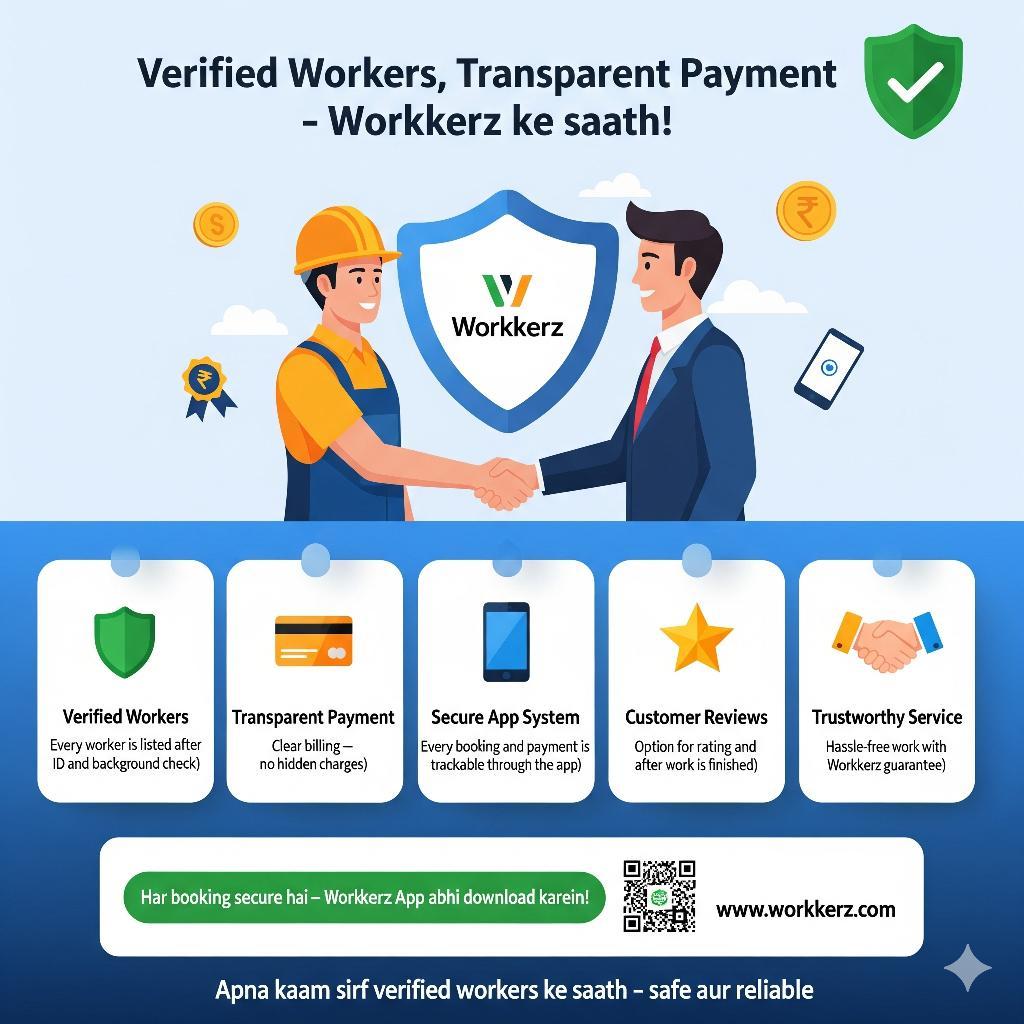 Verified Workers, Transparent Payment
– Workkerz ke saath!
$
₹
W
Workkerz
₹
Verified Workers
Every worker is listed after
ID and background check)
Transparent Payment
Clear billing –
no hidden charges)
Secure App System
Every booking and payment is
trackable through the app)
Customer Reviews
Option for rating and
after work is finished)
Trustworthy Service
Hassle-free work with
Workkerz guarantee)
Har booking secure hai – Workkerz App abhi download karein!
www.workkerz.com
Apna kaam sirf verified workers ke saath – safe aur reliable